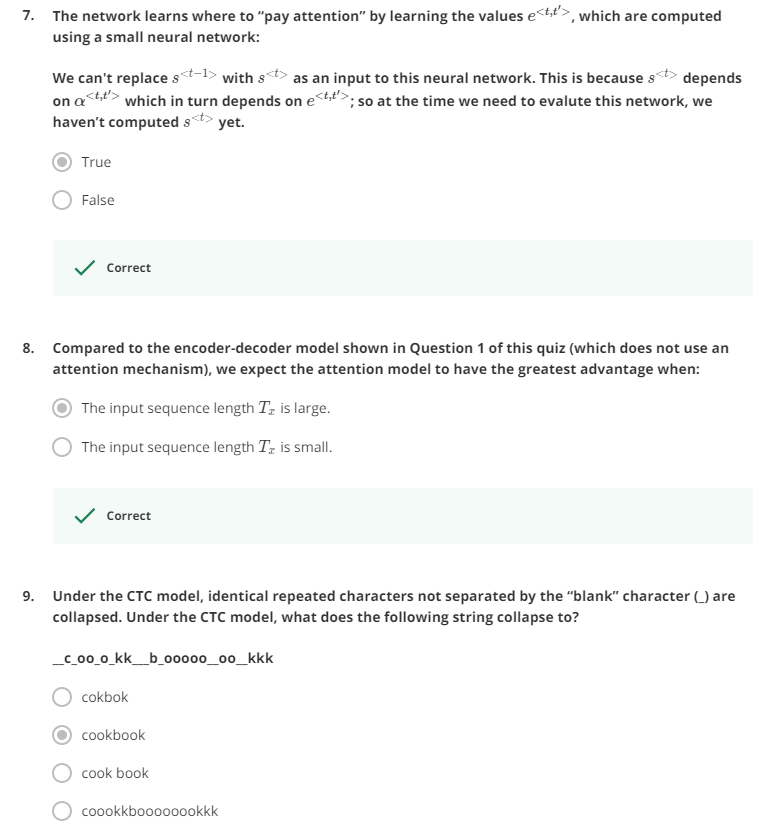 7. The network learns where to “pay attention” by learning the values e<t,t′>, which are computed
using a small neural network:
We can't replace s<t−1> with s<t> as an input to this neural network. This is because s<t> depends
on α<t,t′> which in turn depends on e<t,t′>; so at the time we need to evalute this network, we
haven’t computed s<t> yet.
True
False
Correct
8. Compared to the encoder-decoder model shown in Question 1 of this quiz (which does not use an
attention mechanism), we expect the attention model to have the greatest advantage when:
The input sequence length Tx is large.
The input sequence length Tx is small.
Correct
9. Under the CTC model, identical repeated characters not separated by the “blank” character (_) are
collapsed. Under the CTC model, what does the following string collapse to?
__c_oo_o_kk___b_ooooo__oo__kkk
cokbok
cookbook
cook book
coookkboooooookkk